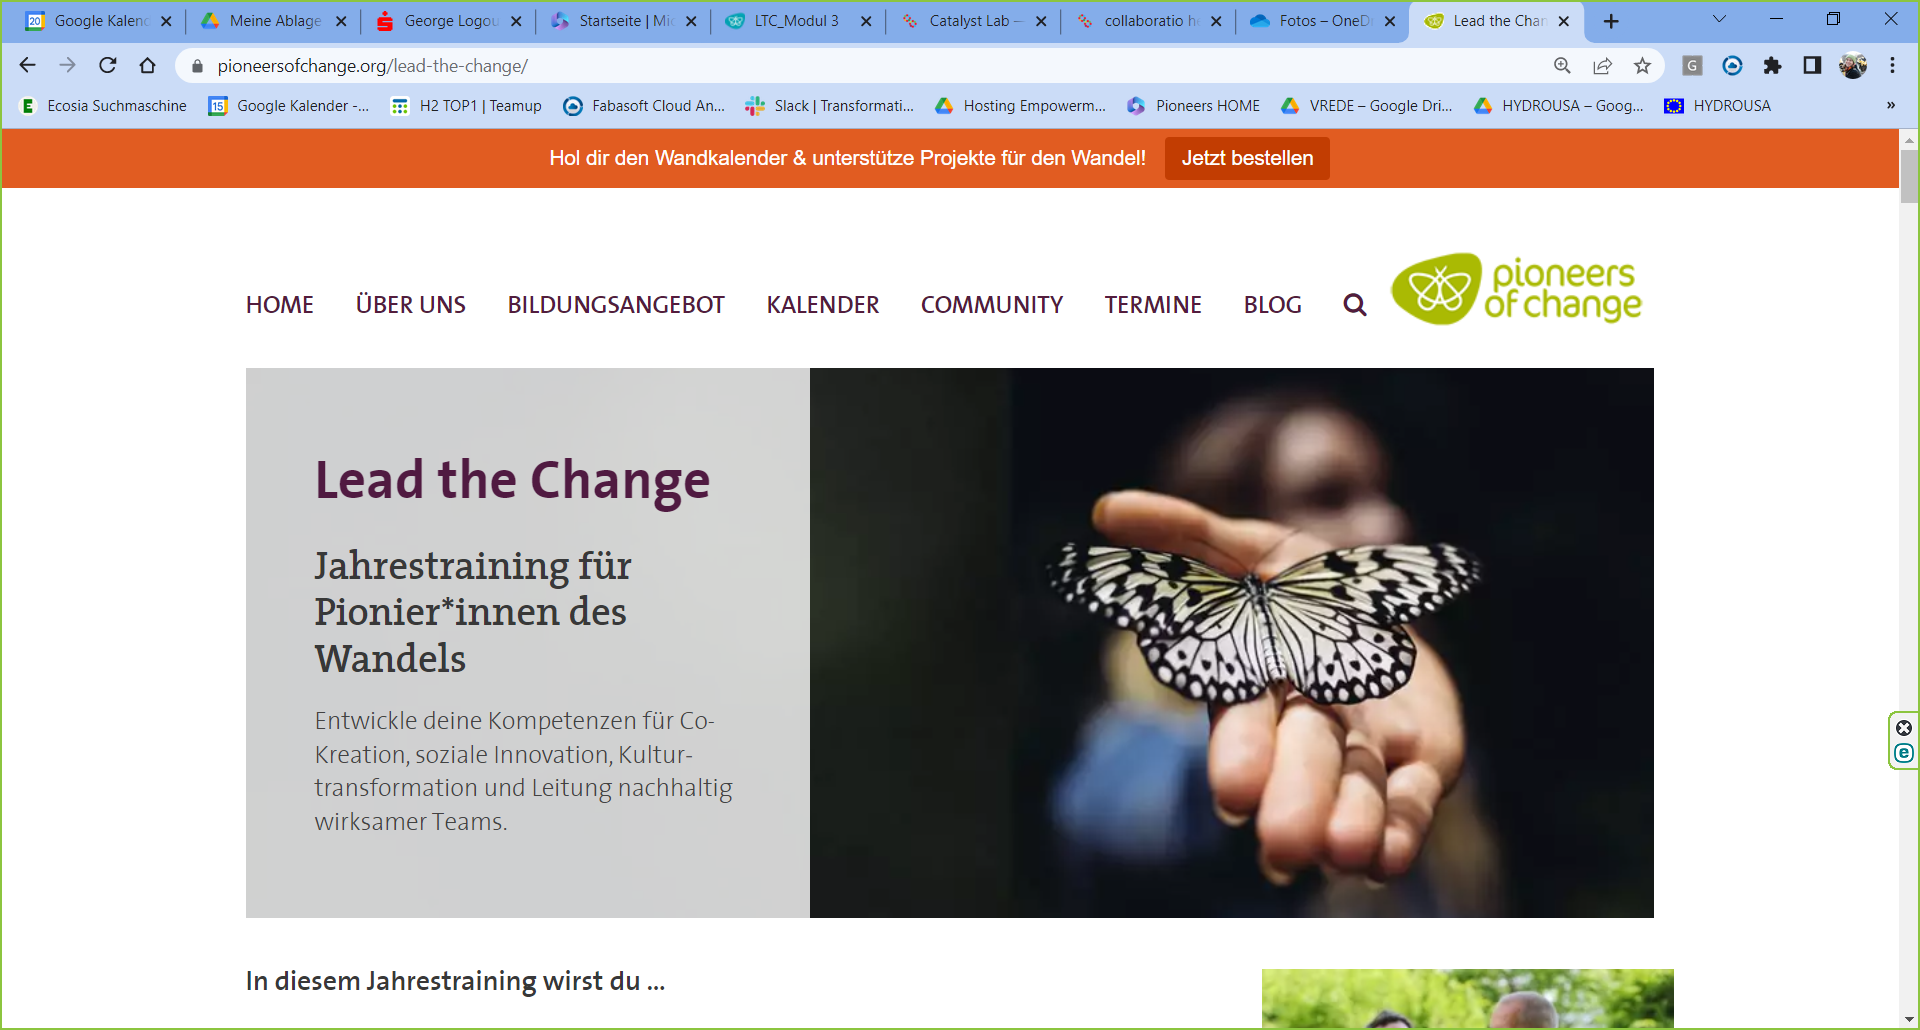 Google Kalend
Meine Ablage
George Logou
Startseite | Mic
LTC_Modul 3
Catalyst Lab –
collaboratio he
Fotos – OneDr
Lead the Chan
pioneersofchange.org/lead-the-change/
Ecosia Suchmaschine
Google Kalender -...
H2 TOP1 | Teamup
Fabasoft Cloud An...
Slack | Transformati...
Hosting Empowerm...
Pioneers HOME
VREDE – Google Dri...
HYDROUSA – Goog...
HYDROUSA
»
Hol dir den Wandkalender & unterstütze Projekte für den Wandel!
Jetzt bestellen
HOME
ÜBER UNS
BILDUNGSANGEBOT
KALENDER
COMMUNITY
TERMINE
BLOG
pioneers
of change
Lead the Change
Jahrestraining für
Pionier*innen des
Wandels
Entwickle deine Kompetenzen für Co-
Kreation, soziale Innovation, Kultur-
transformation und Leitung nachhaltig
wirksamer Teams.
In diesem Jahrestraining wirst du ...